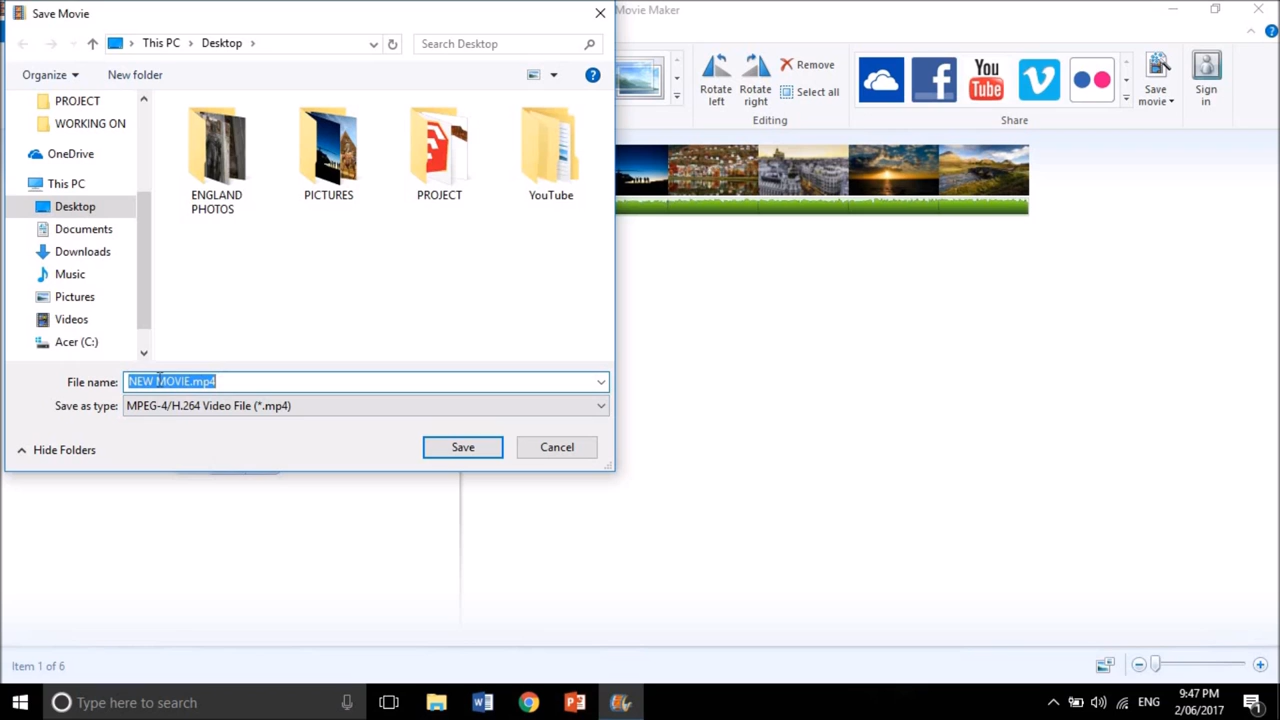 Save Movie
Movie Maker
This PC
Desktop
Search Desktop
Organize
New folder
PROJECT
WORKING ON
OneDrive
This PC
Desktop
Documents
Downloads
Music
Pictures
Videos
Acer (C:)
ENGLAND
PHOTOS
PICTURES
PROJECT
YouTube
File name:
NEW MOVIE.mp4
Save as type:
MPEG-4/H.264 Video File (*.mp4)
Hide Folders
Save
Cancel
Rotate
left
Rotate
right
Remove
Select all
Editing
You
Tube
Save
movie
Sign
in
Share
Item 1 of 6
Type here to search
ENG
9:47 PM
2/06/2017
1